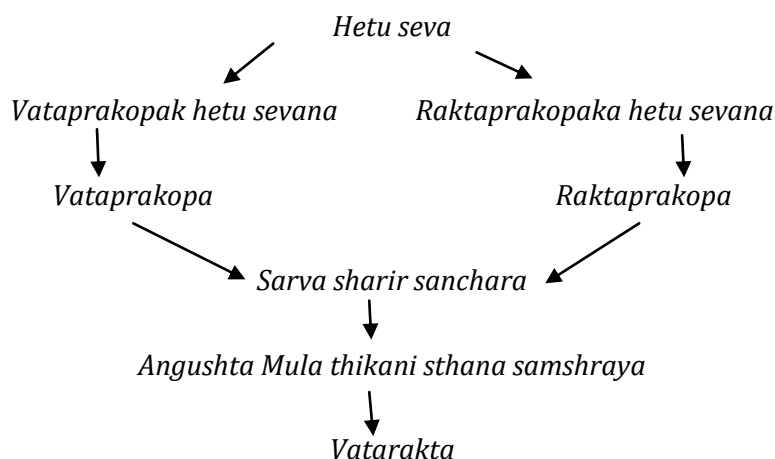 Hetu seva
Vataprakopak hetu sevana Raktaprakopaka hetu sevana
Vataprakopa Raktaprakopa
Sarva sharir sanchara
Angushta Mula thikani sthana samshraya
Vatarakta